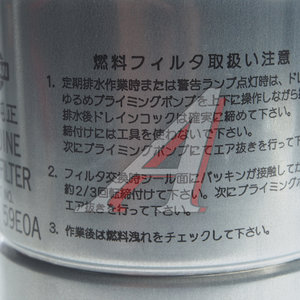 燃料フィルタ取扱い注意
1. 定期排水作業時または警告ランプ点灯時は、ドレ
ゆるめプライミングポンプを上下に操作しながら排
排水後ドレインコックは確実に締めて下さい。
締付けには工具を使わないで下さい。
次にプライミングポンプにてエア抜きを行って下
2. フィルタ交換時シール面にパッキンが接触してか
約2/3回転締付けて下さい。次にプライミング
エア抜きを行って下さい。
3. 作業後は燃料洩れをチェックして下さい。
純正
INE
FILTER
NO.
59E0A